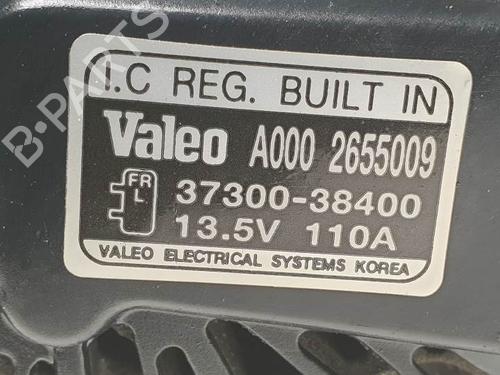 I.C REG. BUILT IN
Valeo A000 2655009
FR
L
37300-38400
13.5V 110A
VALEO ELECTRICAL SYSTEMS KOREA
B-PARTS